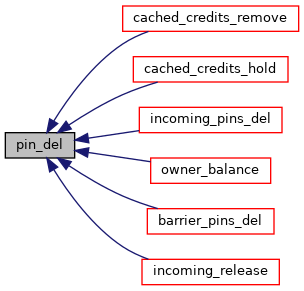 cached_credits_remove
cached_credits_hold
incoming_pins_del
pin_del
owner_balance
barrier_pins_del
incoming_release